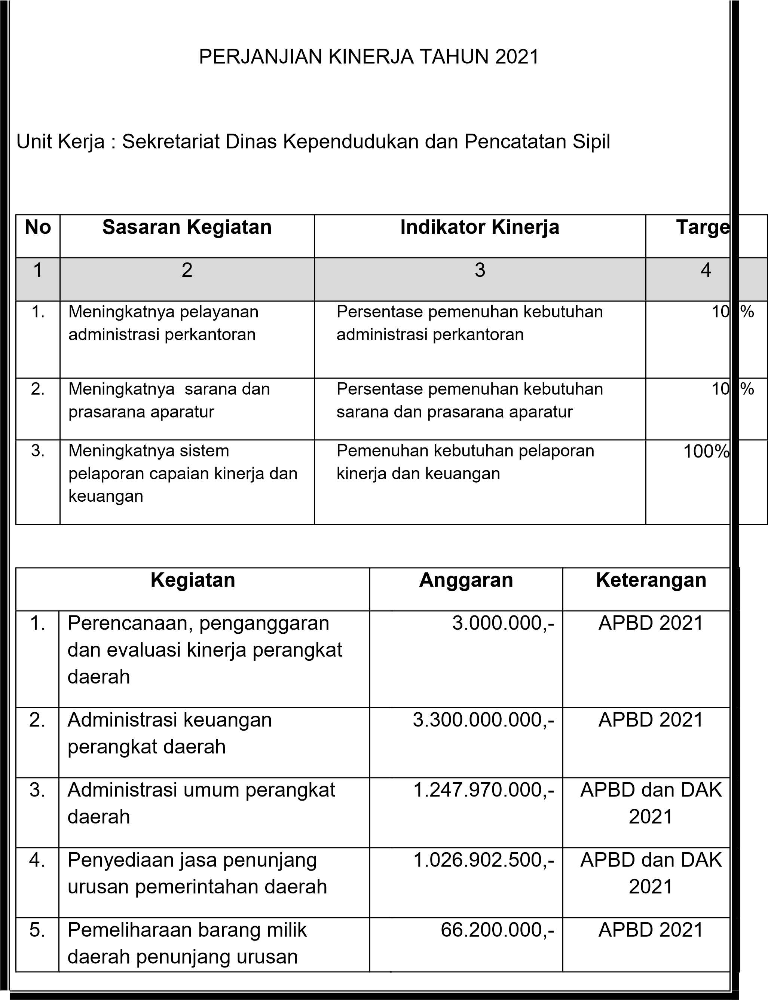 PERJANJIAN KINERJA TAHUN 2021
Unit Kerja : Sekretariat Dinas Kependudukan dan Pencatatan Sipil
No Sasaran Kegiatan Indikator Kinerja Targe
1 2 3 4
1. Meningkatnya pelayanan Persentase pemenuhan kebutuhan 10 %
administrasi perkantoran administrasi perkantoran
2. Meningkatnya sarana dan Persentase pemenuhan kebutuhan 10 %
prasarana aparatur sarana dan prasarana aparatur
3. Meningkatnya sistem Pemenuhan kebutuhan pelaporan 100%
pelaporan capaian kinerja dan kinerja dan keuangan
keuangan
Kegiatan Anggaran Keterangan
1. Perencanaan, penganggaran 3.000.000,- APBD 2021
dan evaluasi kinerja perangkat
daerah
2. Administrasi keuangan 3.300.000.000,- APBD 2021
perangkat daerah
3. Administrasi umum perangkat 1.247.970.000,- APBD dan DAK
daerah 2021
4. Penyediaan jasa penunjang 1.026.902.500,- APBD dan DAK
urusan pemerintahan daerah 2021
5. Pemeliharaan barang milik 66.200.000,- APBD 2021
daerah penunjang urusan